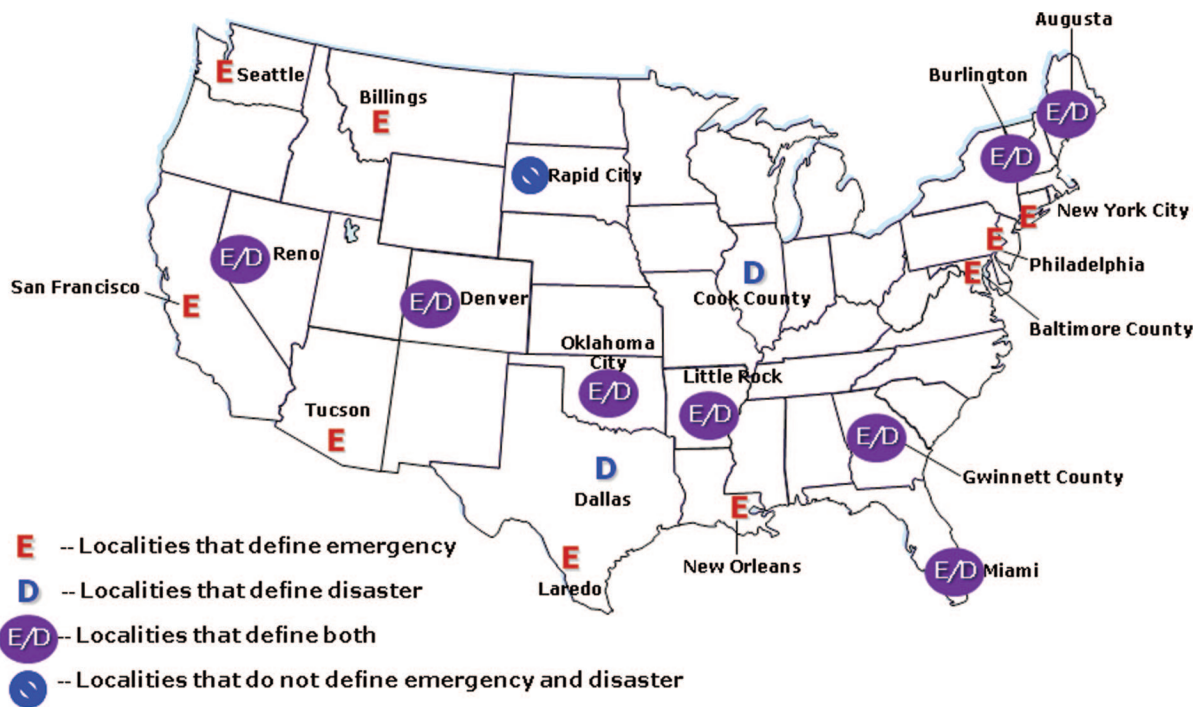 Augusta
Burlington
E Seattle
Billings
E
E/D
E/D
Rapid City
E New York City
E/D Reno
E Philadelphia
San Francisco
E
E/D Denver
D
Cook County
E
Baltimore County
Oklahoma
City
E/D
Little Rock
E/D
Tucson
E
E/D
Gwinnett County
D
Dallas
E
New Orleans
E
Laredo
E/D Miami
E -- Localities that define emergency
D -- Localities that define disaster
E/D -- Localities that define both
-- Localities that do not define emergency and disaster